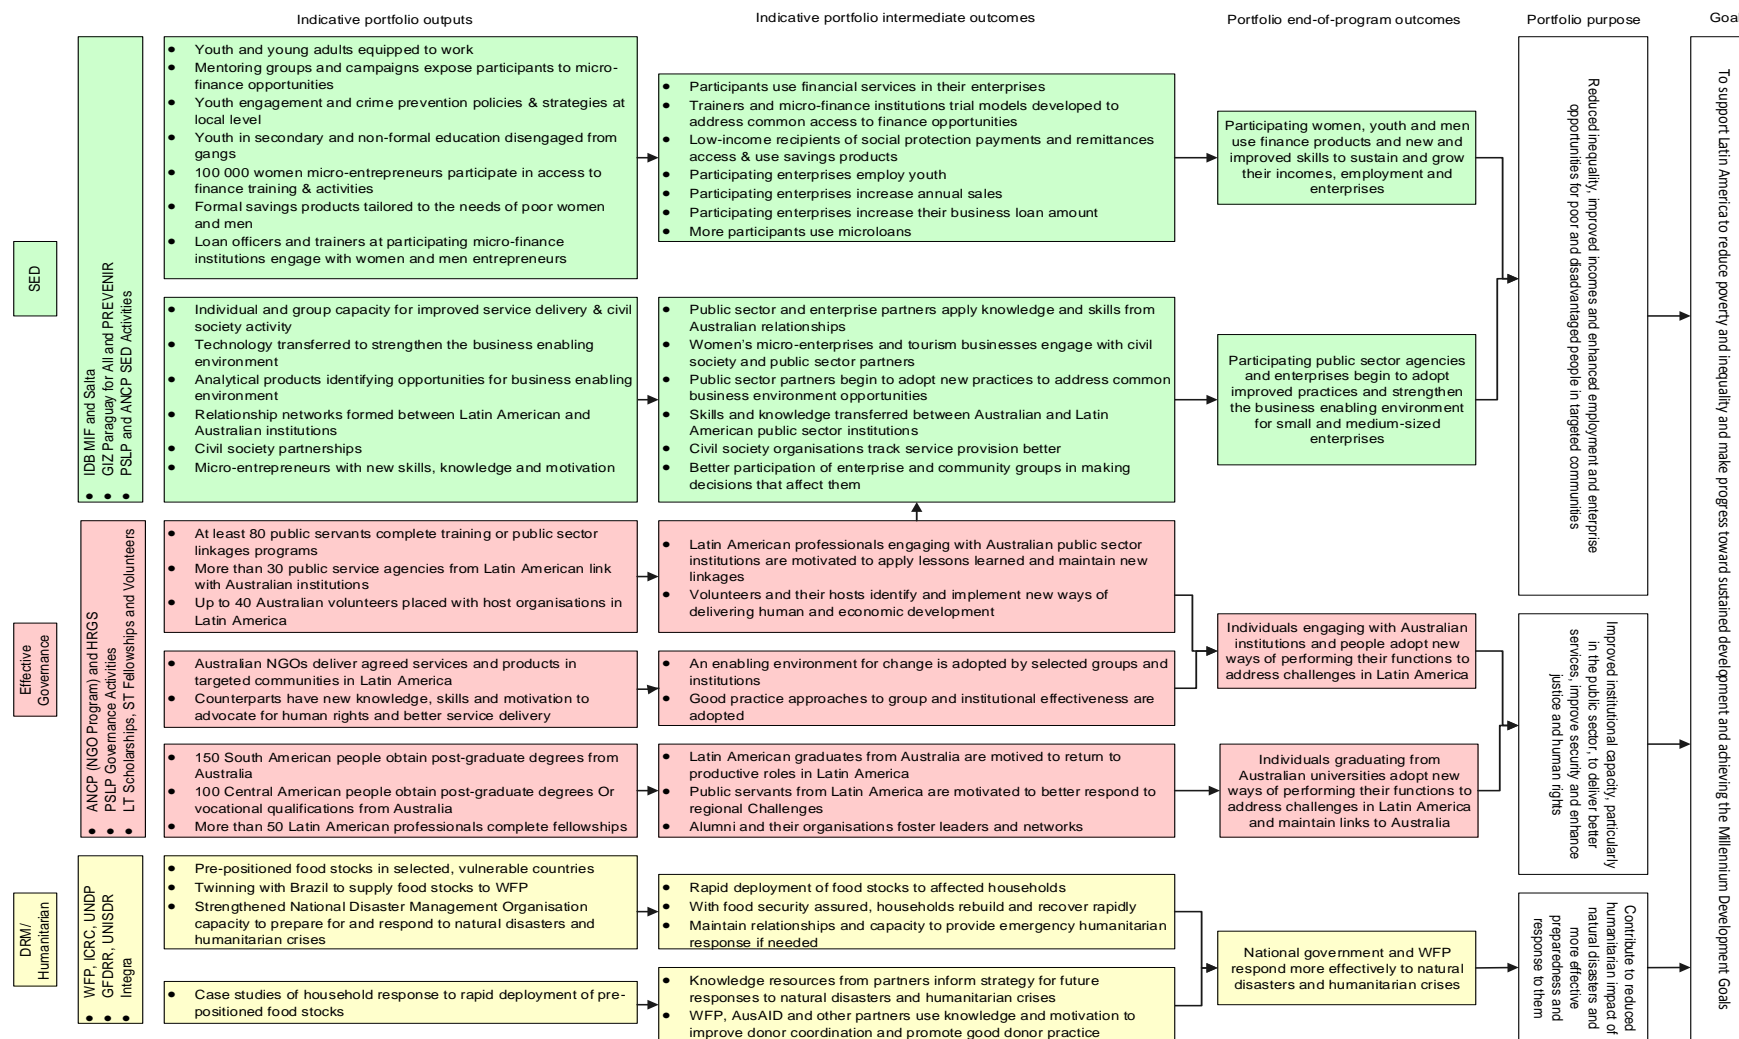 Indicative portfolio outputs
Indicative portfolio intermediate outcomes
Portfolio end-of-program outcomes
Portfolio purpose
Goal
SED
• IDB MIF and Salta
• GIZ Paraguay for All and PREVENIR
• PSLP and ANCP SED Activities
• Youth and young adults equipped to work
• Mentoring groups and campaigns expose participants to micro-
finance opportunities
• Youth engagement and crime prevention policies & strategies at
local level
• Youth in secondary and non-formal education disengaged from
gangs
• 100 000 women micro-entrepreneurs participate in access to
finance training & activities
• Formal savings products tailored to the needs of poor women
and men
• Loan officers and trainers at participating micro-finance
institutions engage with women and men entrepreneurs
• Participants use financial services in their enterprises
• Trainers and micro-finance institutions trial models developed to
address common access to finance opportunities
• Low-income recipients of social protection payments and remittances
access & use savings products
• Participating enterprises employ youth
• Participating enterprises increase annual sales
• Participating enterprises increase their business loan amount
• More participants use microloans
Participating women, youth and men
use finance products and new and
improved skills to sustain and grow
their incomes, employment and
enterprises
• Individual and group capacity for improved service delivery & civil
society activity
• Technology transferred to strengthen the business enabling
environment
• Analytical products identifying opportunities for business enabling
environment
• Relationship networks formed between Latin American and
Australian institutions
• Civil society partnerships
• Micro-entrepreneurs with new skills, knowledge and motivation
• Public sector and enterprise partners apply knowledge and skills from
Australian relationships
• Women's micro-enterprises and tourism businesses engage with civil
society and public sector partners
• Public sector partners begin to adopt new practices to address common
business environment opportunities
• Skills and knowledge transferred between Australian and Latin
American public sector institutions
• Civil society organisations track service provision better
• Better participation of enterprise and community groups in making
decisions that affect them
Participating public sector agencies
and enterprises begin to adopt
improved practices and strengthen
the business enabling environment
for small and medium-sized
enterprises
Reduced inequality, improved incomes and enhanced employment and enterprise
opportunities for poor and disadvantaged people in targeted communities
Effective
Governance
• ANCP (NGO Program) and HRGS
• PSLP Governance Activities
• LT Scholarships, ST Fellowships and Volunteers
• At least 80 public servants complete training or public sector
linkages programs
• More than 30 public service agencies from Latin American link
with Australian institutions
• Up to 40 Australian volunteers placed with host organisations in
Latin America
• Latin American professionals engaging with Australian public sector
institutions are motivated to apply lessons learned and maintain new
linkages
• Volunteers and their hosts identify and implement new ways of
delivering human and economic development
• Australian NGOs deliver agreed services and products in
targeted communities in Latin America
• Counterparts have new knowledge, skills and motivation to
advocate for human rights and better service delivery
• An enabling environment for change is adopted by selected groups and
institutions
• Good practice approaches to group and institutional effectiveness are
adopted
Individuals engaging with Australian
institutions and people adopt new
ways of performing their functions to
address challenges in Latin America
• 150 South American people obtain post-graduate degrees from
Australia
• 100 Central American people obtain post-graduate degrees Or
vocational qualifications from Australia
• More than 50 Latin American professionals complete fellowships
• Latin American graduates from Australia are motived to return to
productive roles in Latin America
• Public servants from Latin America are motivated to better respond to
regional Challenges
• Alumni and their organisations foster leaders and networks
Individuals graduating from
Australian universities adopt new
ways of performing their functions to
address challenges in Latin America
and maintain links to Australia
Improved institutional capacity, particularly
in the public sector, to deliver better
services, improve security and enhance
justice and human rights
DRM/
Humanitarian
• WFP, ICRC, UNDP
• GFDRR, UNISDR
• Integra
• Pre-positioned food stocks in selected, vulnerable countries
• Twinning with Brazil to supply food stocks to WFP
• Strengthened National Disaster Management Organisation
capacity to prepare for and respond to natural disasters and
humanitarian crises
• Rapid deployment of food stocks to affected households
• With food security assured, households rebuild and recover rapidly
• Maintain relationships and capacity to provide emergency humanitarian
response if needed
• Case studies of household response to rapid deployment of pre-
positioned food stocks
• Knowledge resources from partners inform strategy for future
responses to natural disasters and humanitarian crises
• WFP, AusAID and other partners use knowledge and motivation to
improve donor coordination and promote good donor practice
National government and WFP
respond more effectively to natural
disasters and humanitarian crises
Contribute to reduced
humanitarian impact of
natural disasters and
more effective
preparedness and
response to them
To support Latin America to reduce poverty and inequality and make progress toward sustained development and achieving the Millennium Development Goals